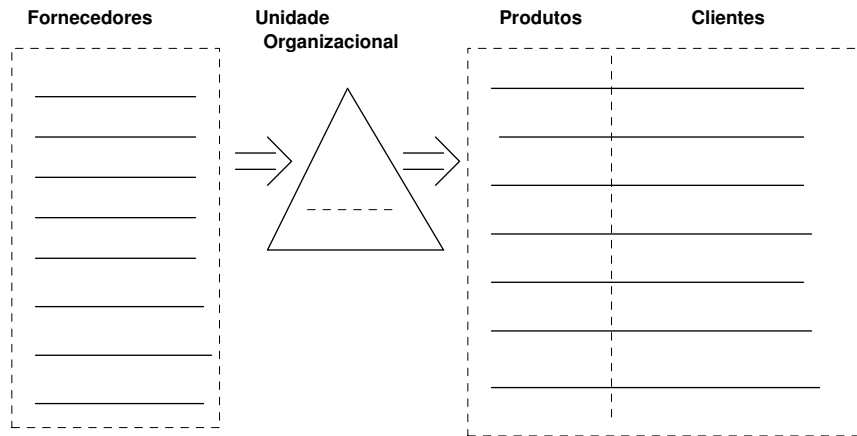 Fornecedores
Unidade
Organizacional
Produtos
Clientes